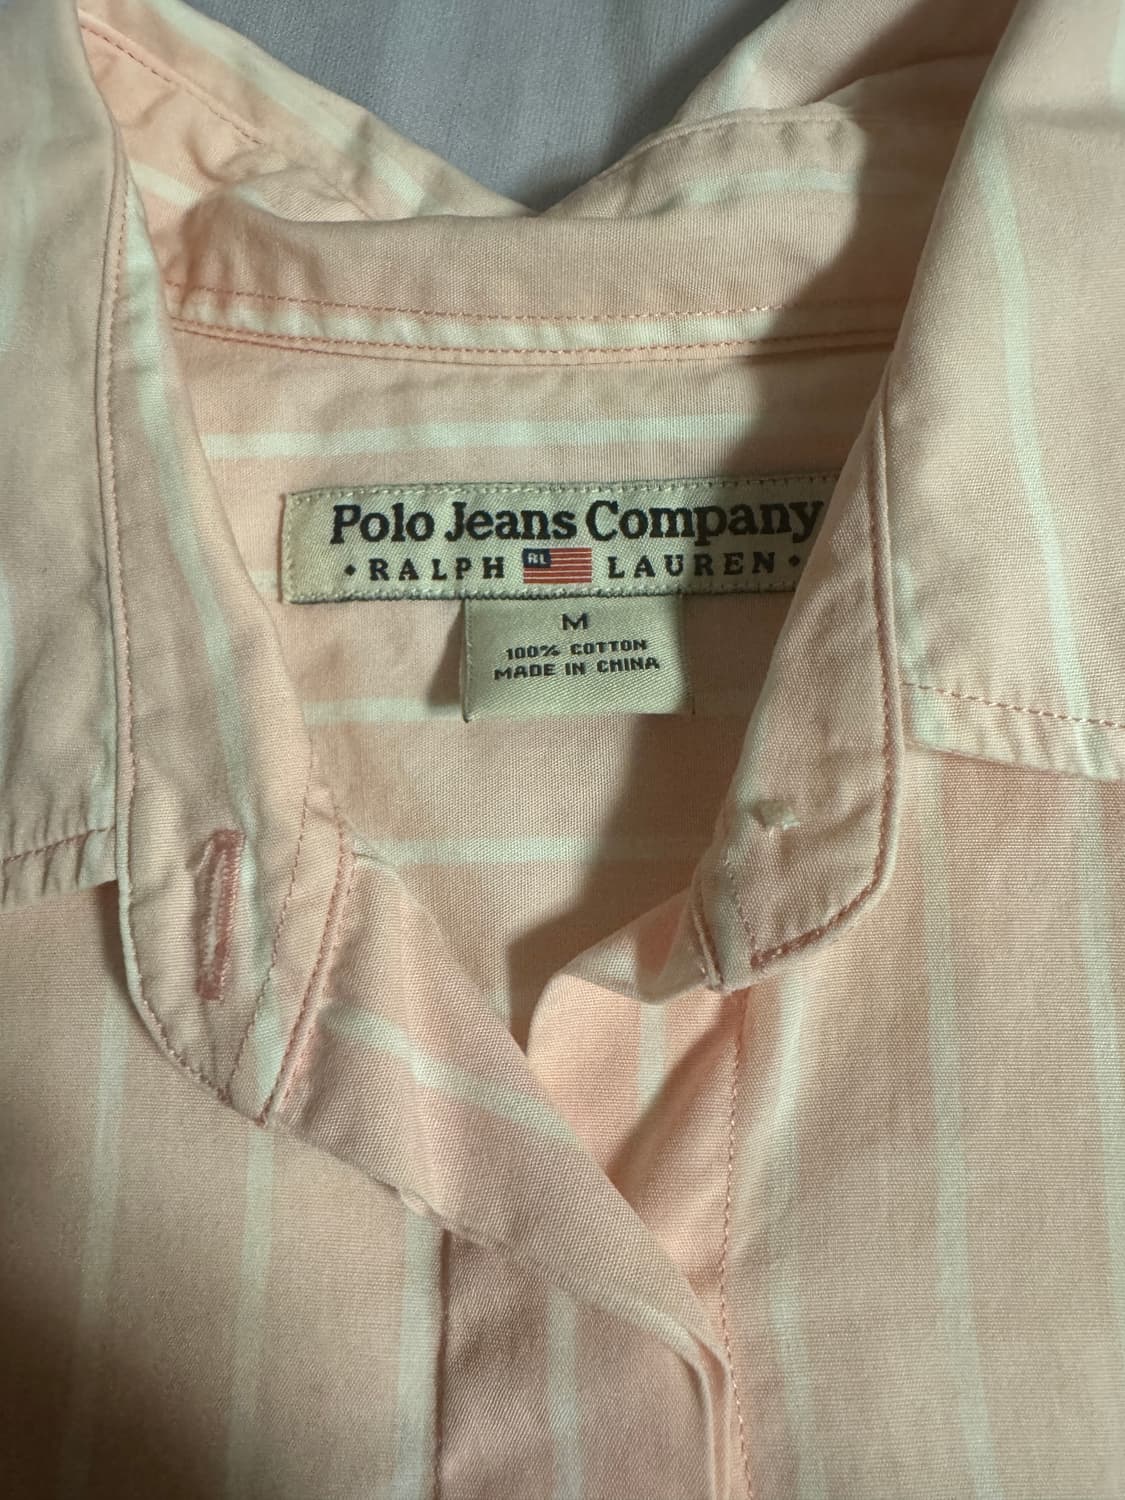 Polo Jeans Company
• RALPH RL LAUREN •
M
100% COTTON
MADE IN CHINA